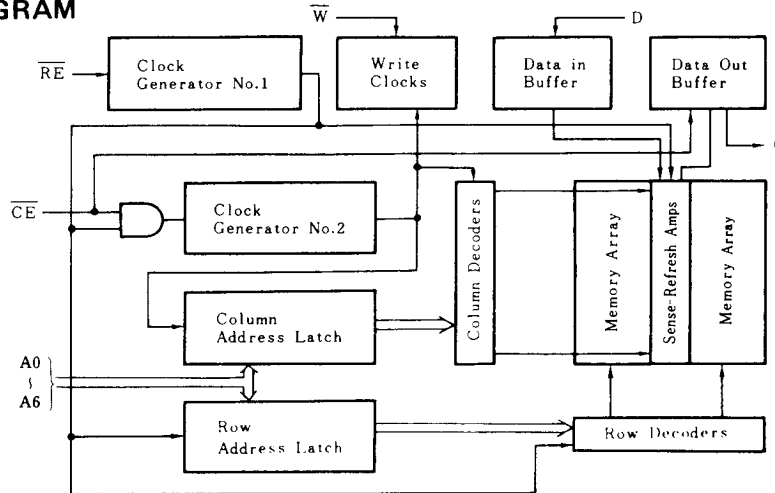 GRAM
W
D
RE
Clock
Generator No.1
Write
Clocks
Data in
Buffer
Data Out
Buffer
CE
Clock
Generator No.2
Column Decoders
Memory Array
Sense-Refresh Amps
Memory Array
Column
Address Latch
A0
~
A6
Row
Address Latch
Row Decoders